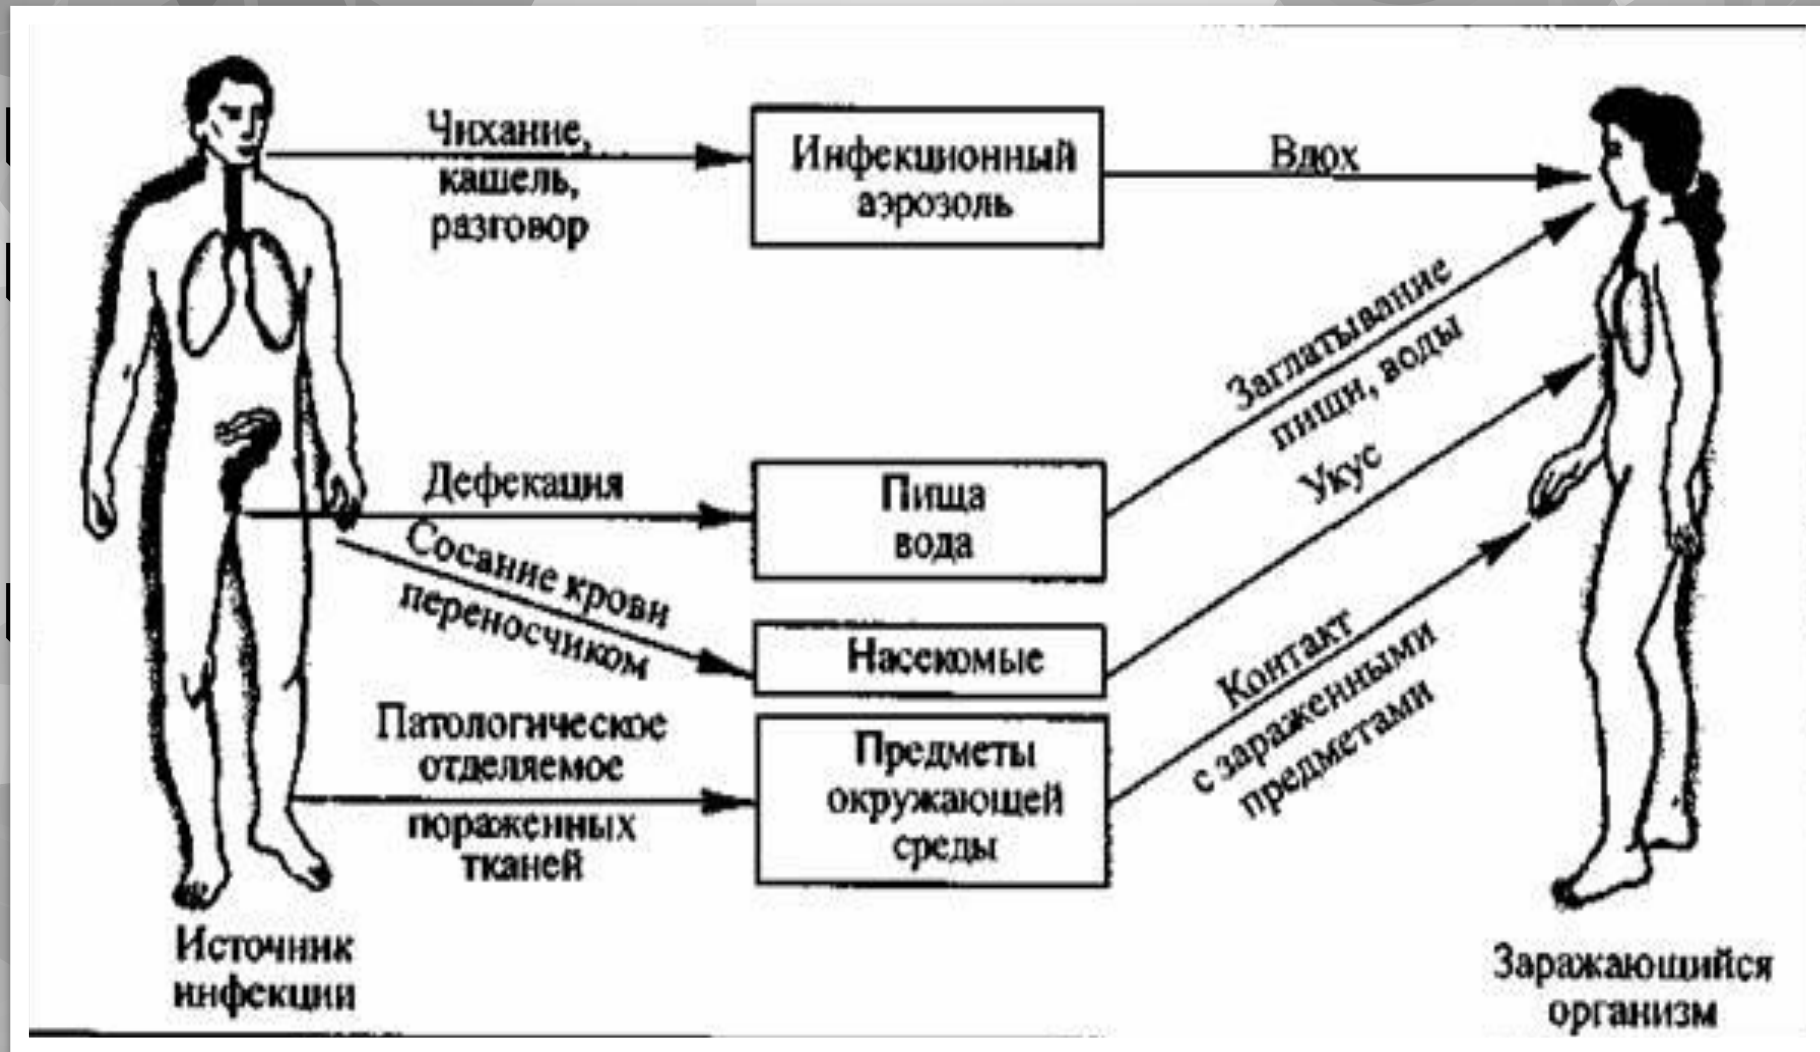 Чихание,
кашель,
разговор
Инфекционный
аэрозоль
Вдох
Заглатывание
пищи, воды
Дефекация
Пища
вода
Укус
Сосание крови
переносчиком
Насекомые
Контакт
с зараженными
предметами
Патологическое
отделяемое
пораженных
тканей
Предметы
окружающей
среды
Источник
инфекции
Заражающийся
организм